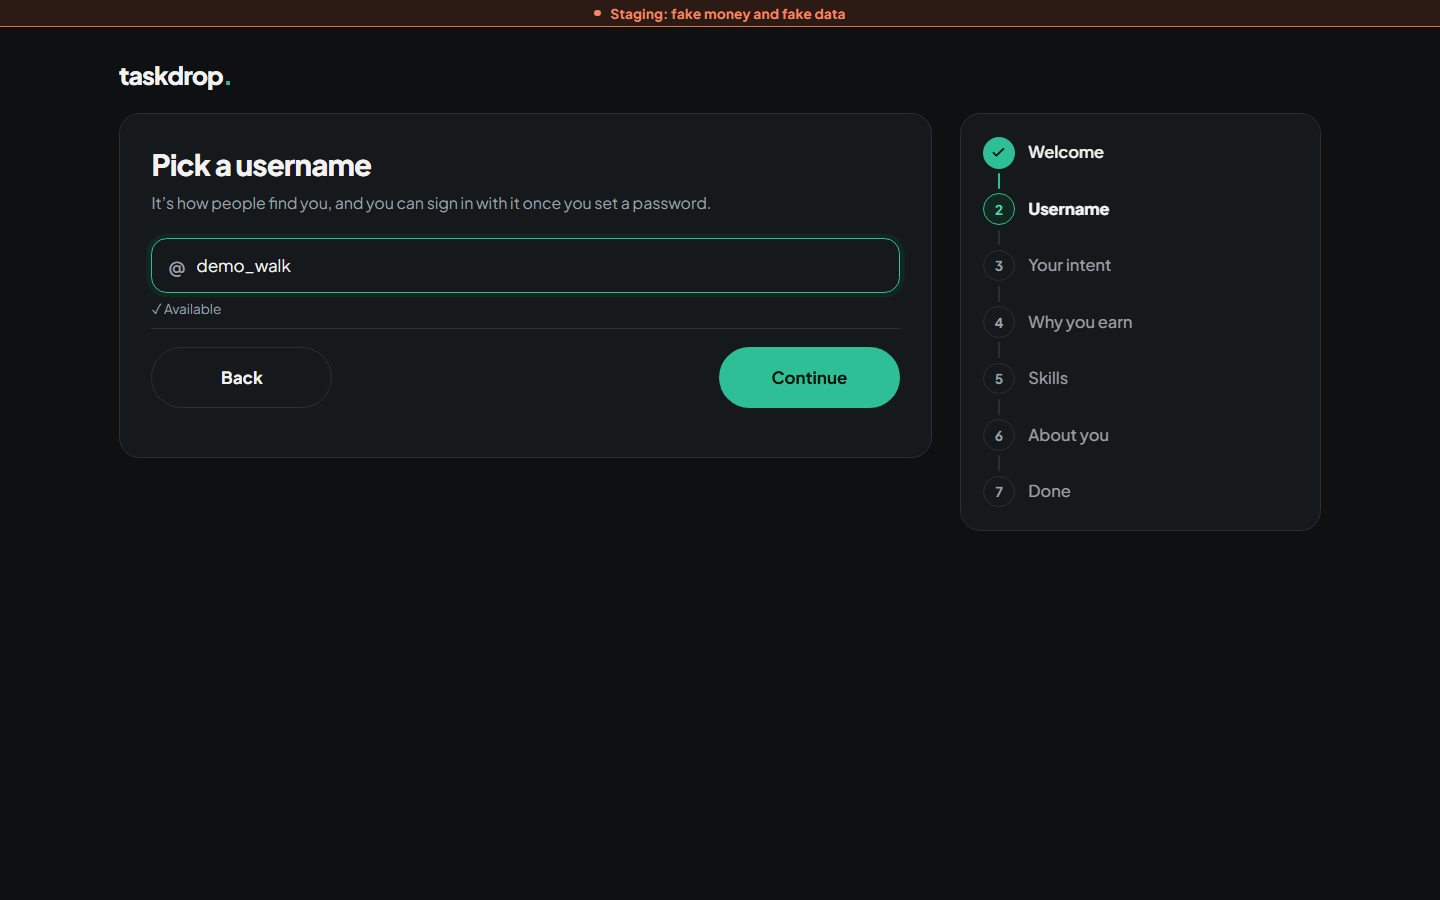 Staging: fake money and fake data
taskdrop.
Pick a username
It's how people find you, and you can sign in with it once you set a password.
@ demo_walk
✓ Available
Back
Continue
Welcome
2 Username
3 Your intent
4 Why you earn
5 Skills
6 About you
7 Done